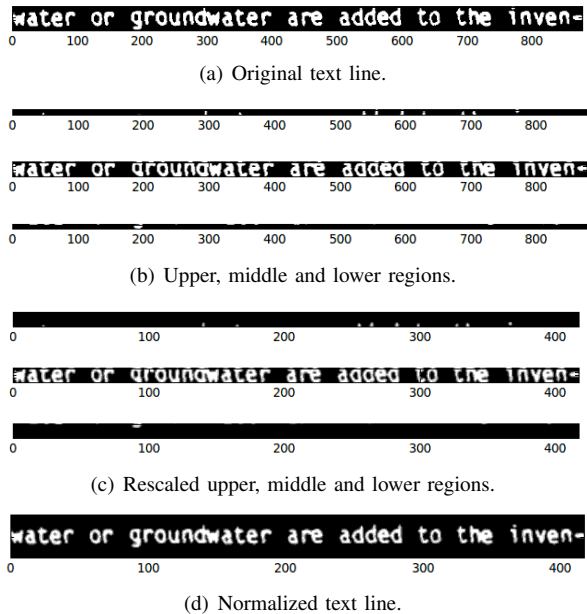 water or groundwater are added to the inven-
0 100 200 300 400 500 600 700 800
(a) Original text line.
0 100 200 300 400 500 600 700 800
water or groundwater are added to the inven-
0 100 200 300 400 500 600 700 800
0 100 200 300 400 500 600 700 800
(b) Upper, middle and lower regions.
0 100 200 300 400
water or groundwater are added to the inven-
0 100 200 300 400
0 100 200 300 400
(c) Rescaled upper, middle and lower regions.
water or groundwater are added to the inven-
0 100 200 300 400
(d) Normalized text line.